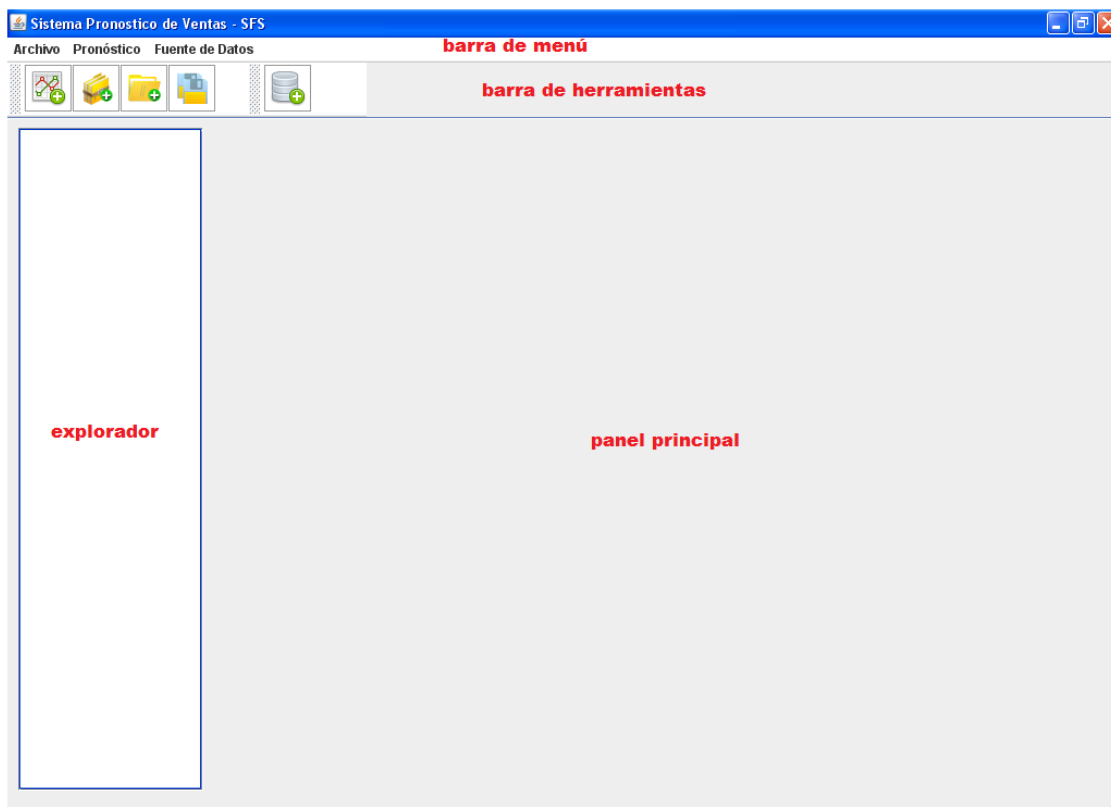 Sistema Pronostico de Ventas - SFS
Archivo Pronóstico Fuente de Datos
barra de menú
barra de herramientas
explorador
panel principal